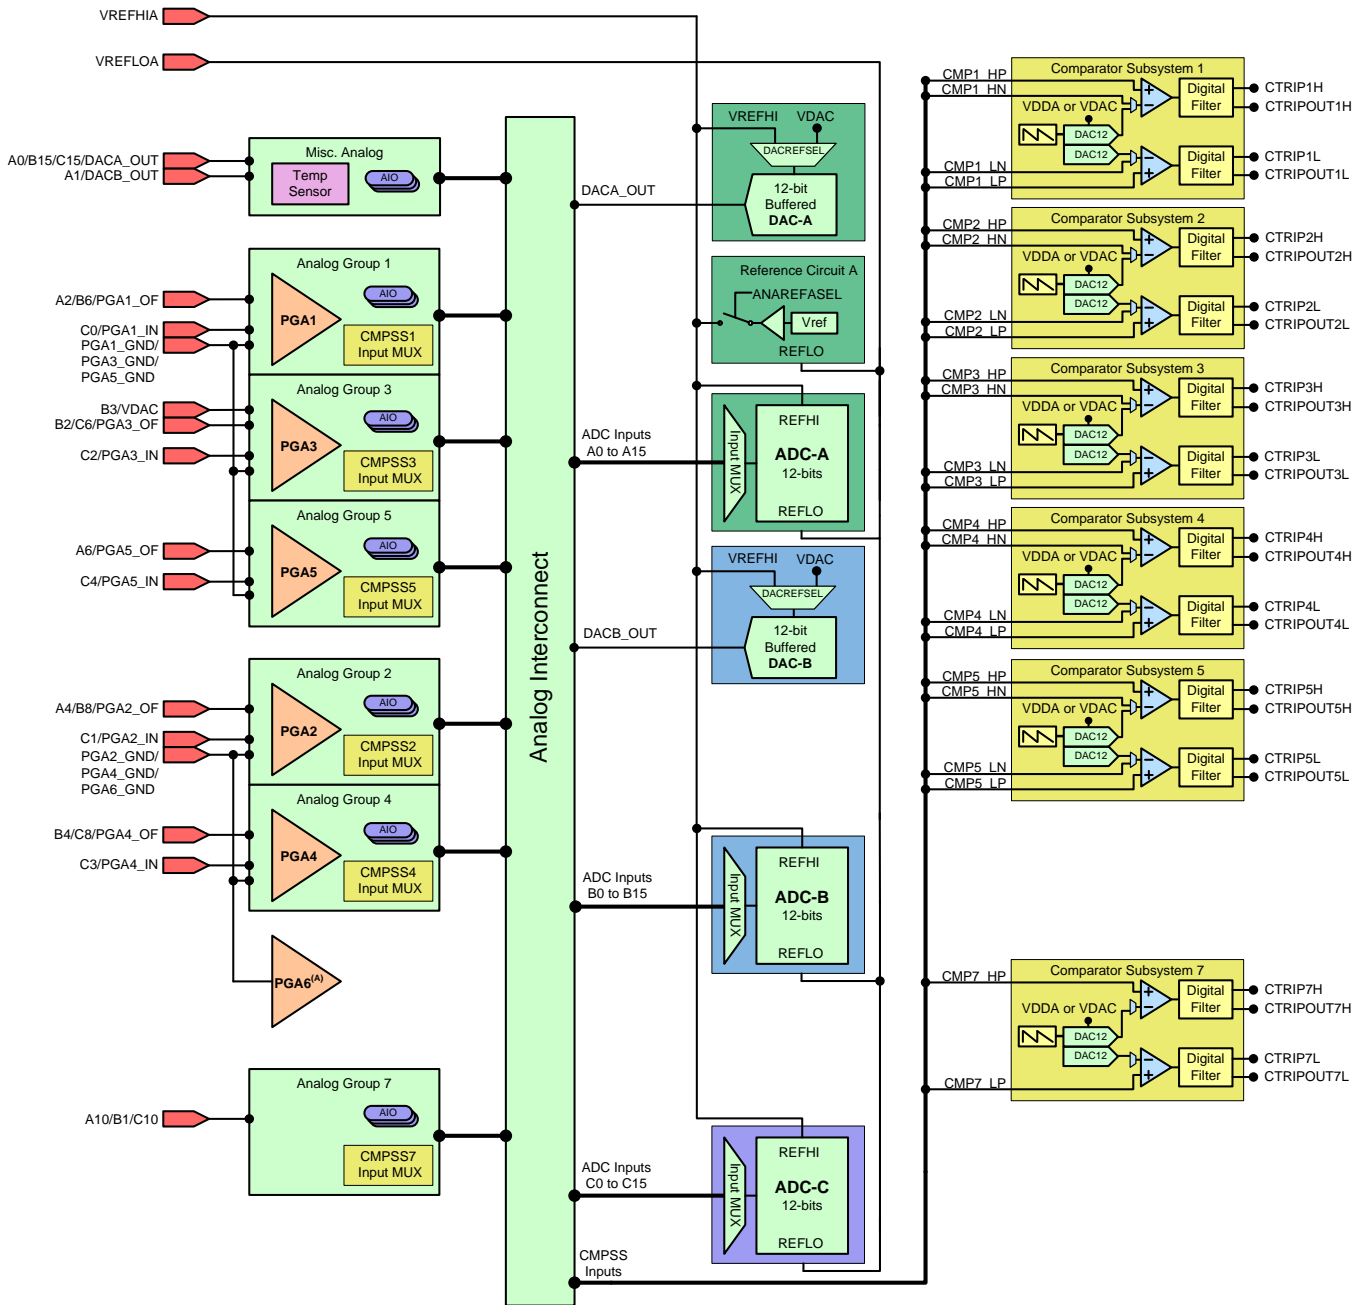 VREFHIA
VREFLOA
A0/B15/C15/DACA_OUT
A1/DACB_OUT
Misc. Analog
Temp
Sensor
AIO
Analog Group 1
A2/B6/PGA1_OF
C0/PGA1_IN
PGA1_GND/
PGA3_GND/
PGA5_GND
PGA1
AIO
CMPSS1
Input MUX
Analog Group 3
B3/VDAC
B2/C6/PGA3_OF
C2/PGA3_IN
PGA3
AIO
CMPSS3
Input MUX
Analog Group 5
A6/PGA5_OF
C4/PGA5_IN
PGA5
AIO
CMPSS5
Input MUX
Analog Group 2
A4/B8/PGA2_OF
C1/PGA2_IN
PGA2_GND/
PGA4_GND/
PGA6_GND
PGA2
AIO
CMPSS2
Input MUX
Analog Group 4
B4/C8/PGA4_OF
C3/PGA4_IN
PGA4
AIO
CMPSS4
Input MUX
PGA6(A)
Analog Group 7
A10/B1/C10
AIO
CMPSS7
Input MUX
Analog Interconnect
DACA_OUT
VREFHI
VDAC
DACREFSEL
12-bit
Buffered
DAC-A
Reference Circuit A
ANAREFASEL
Vref
REFLO
ADC Inputs
A0 to A15
Input MUX
REFHI
ADC-A
12-bits
REFLO
DACB_OUT
VREFHI
VDAC
DACREFSEL
12-bit
Buffered
DAC-B
ADC Inputs
B0 to B15
Input MUX
REFHI
ADC-B
12-bits
REFLO
ADC Inputs
C0 to C15
Input MUX
REFHI
ADC-C
12-bits
REFLO
CMPSS
Inputs
Comparator Subsystem 1
CMP1_HP
CMP1_HN
VDDA or VDAC
DAC12
DAC12
CMP1_LN
CMP1_LP
Digital
Filter
Digital
Filter
CTRIP1H
CTRIPOUT1H
CTRIP1L
CTRIPOUT1L
Comparator Subsystem 2
CMP2_HP
CMP2_HN
VDDA or VDAC
DAC12
DAC12
CMP2_LN
CMP2_LP
Digital
Filter
Digital
Filter
CTRIP2H
CTRIPOUT2H
CTRIP2L
CTRIPOUT2L
Comparator Subsystem 3
CMP3_HP
CMP3_HN
VDDA or VDAC
DAC12
DAC12
CMP3_LN
CMP3_LP
Digital
Filter
Digital
Filter
CTRIP3H
CTRIPOUT3H
CTRIP3L
CTRIPOUT3L
Comparator Subsystem 4
CMP4_HP
CMP4_HN
VDDA or VDAC
DAC12
DAC12
CMP4_LN
CMP4_LP
Digital
Filter
Digital
Filter
CTRIP4H
CTRIPOUT4H
CTRIP4L
CTRIPOUT4L
Comparator Subsystem 5
CMP5_HP
CMP5_HN
VDDA or VDAC
DAC12
DAC12
CMP5_LN
CMP5_LP
Digital
Filter
Digital
Filter
CTRIP5H
CTRIPOUT5H
CTRIP5L
CTRIPOUT5L
Comparator Subsystem 7
CMP7_HP
VDDA or VDAC
DAC12
DAC12
CMP7_LP
Digital
Filter
Digital
Filter
CTRIP7H
CTRIPOUT7H
CTRIP7L
CTRIPOUT7L